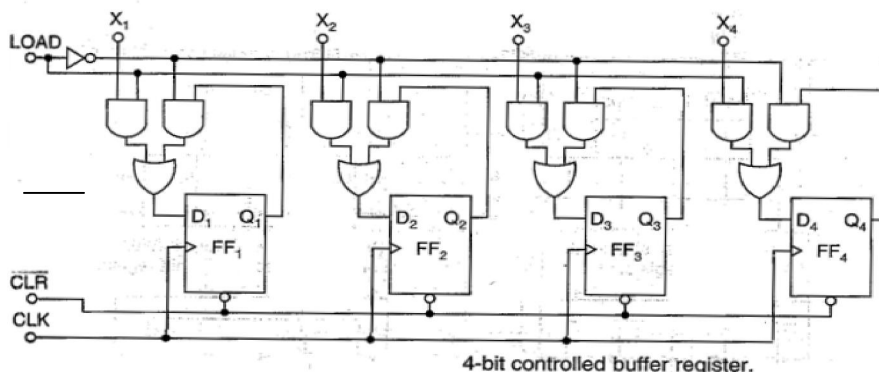 X₁ X₂ X₃ X₄
LOAD
D₁ Q₁ D₂ Q₂ D₃ Q₃ D₄ Q₄
FF₁ FF₂ FF₃ FF₄
C̅L̅R̅
CLK
4-bit controlled buffer register.